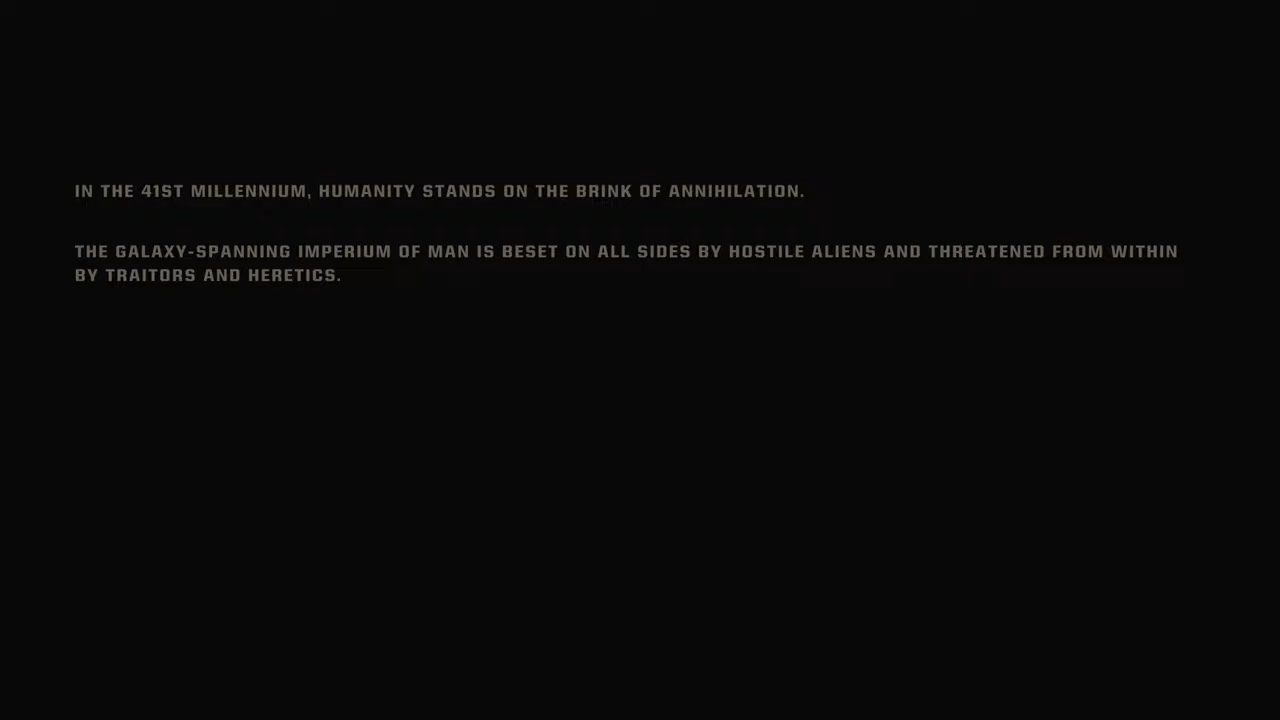 IN THE 41ST MILLENNIUM, HUMANITY STANDS ON THE BRINK OF ANNIHILATION.
THE GALAXY-SPANNING IMPERIUM OF MAN IS BESET ON ALL SIDES BY HOSTILE ALIENS AND THREATENED FROM WITHIN
BY TRAITORS AND HERETICS.